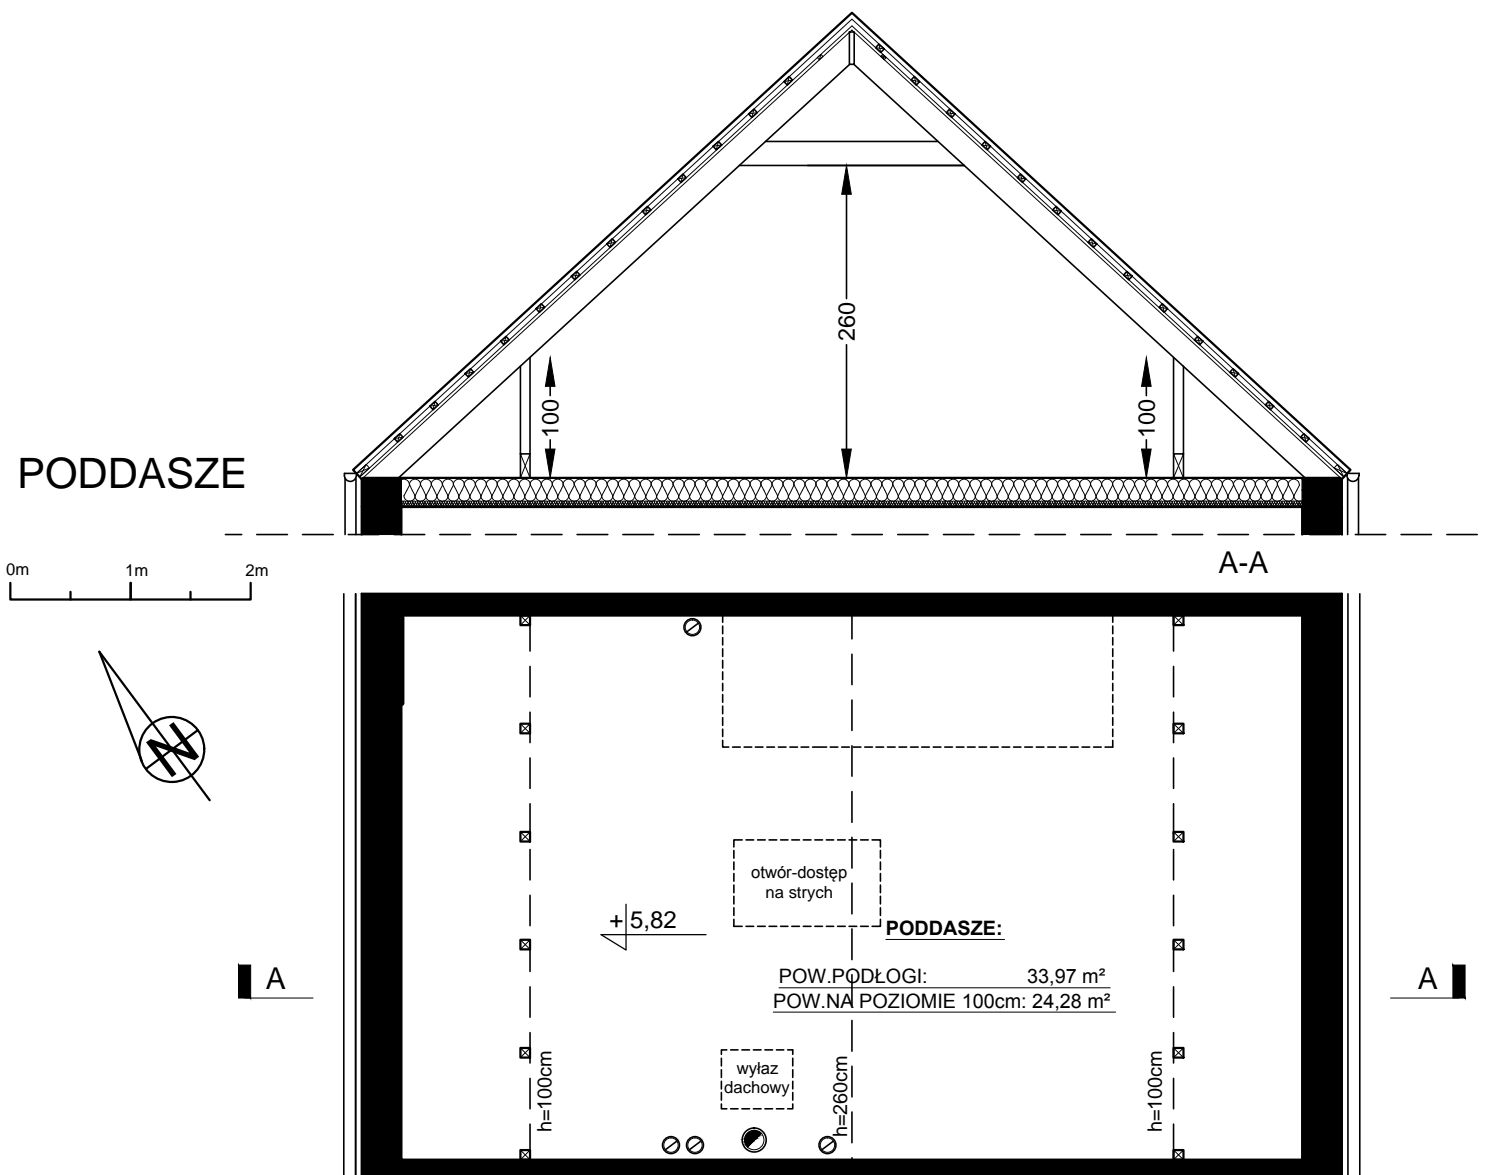 260
100
100
PODDASZE
A-A
0m 1m 2m
N
otwór-dostęp
na strych
+5,82
PODDASZE:
A
A
POW.PODŁOGI: 33,97 m²
POW.NA POZIOMIE 100cm: 24,28 m²
wyłaz
dachowy
h=100cm
h=260cm
h=100cm